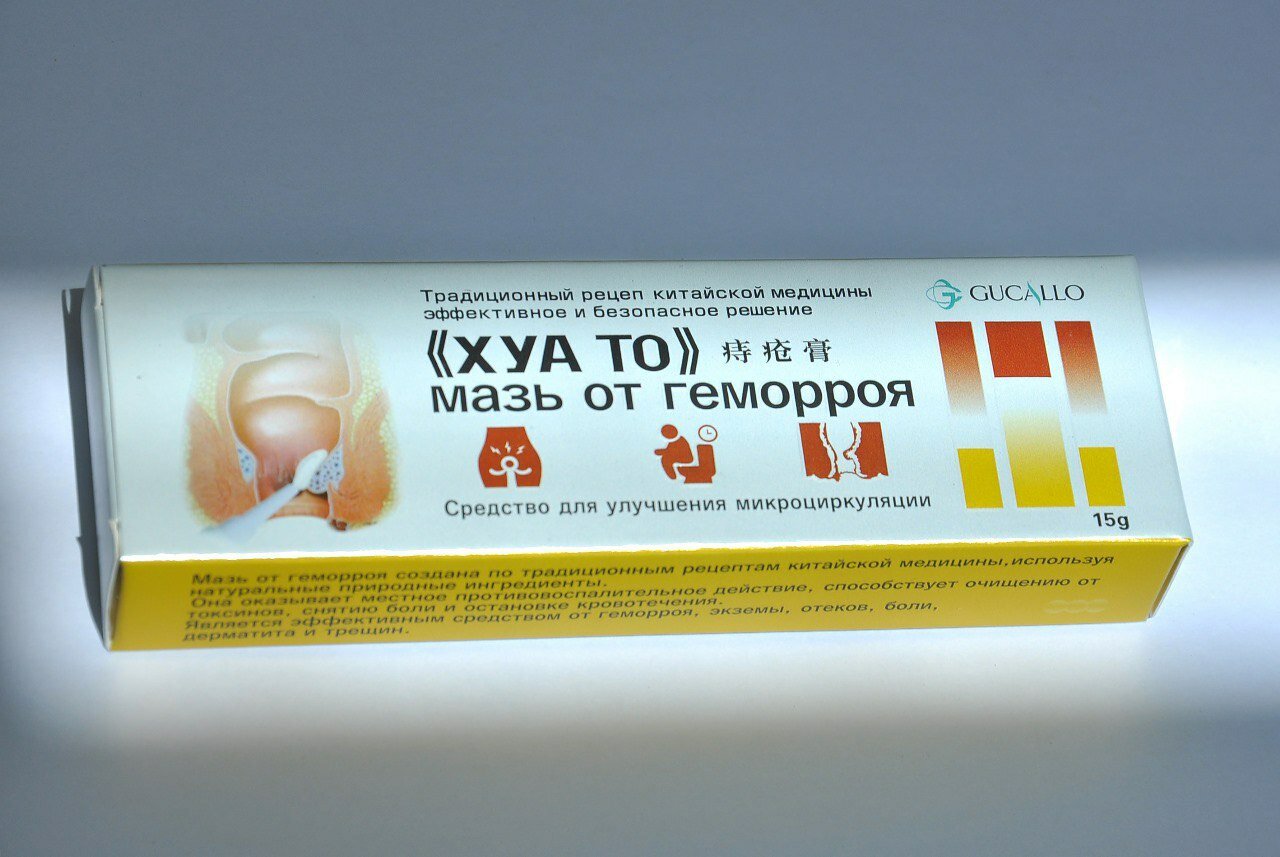 Традиционный рецеп китайской медицины
эффективное и безопасное решение
GUCALLO
《ХУА ТО》 痔疮膏
мазь от геморроя
Средство для улучшения микроциркуляции
15g
Мазь от геморроя создана по традиционным рецептам китайской медицины,используя
натуральные природные ингредиенты.
Она оказывает местное противовоспалительное действие, способствует очищению от
токсинов, снятию боли и остановке кровотечения.
Является эффективным средством от геморроя, экземы, отеков, боли,
дерматита и трещин.